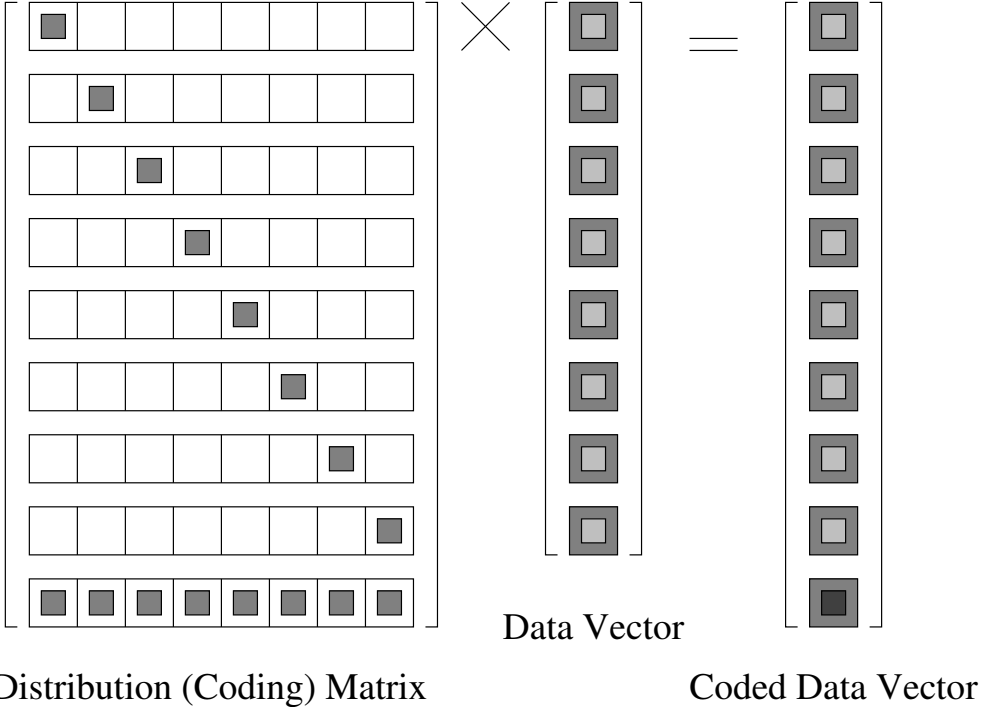 Data Vector
Distribution (Coding) Matrix
Coded Data Vector